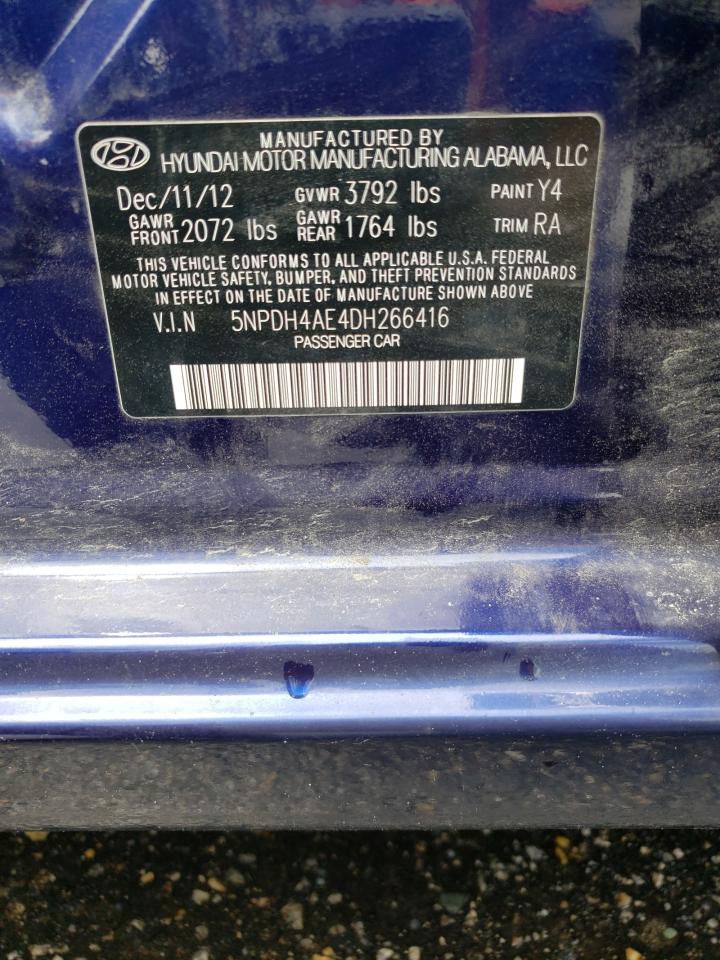 MANUFACTURED BY
HYUNDAI MOTOR MANUFACTURING ALABAMA, LLC
Dec/11/12 GVWR 3792 lbs PAINT Y4
GAWR FRONT 2072 lbs GAWR REAR 1764 lbs TRIM RA
THIS VEHICLE CONFORMS TO ALL APPLICABLE U.S.A. FEDERAL
MOTOR VEHICLE SAFETY, BUMPER, AND THEFT PREVENTION STANDARDS
IN EFFECT ON THE DATE OF MANUFACTURE SHOWN ABOVE
V.I.N 5NPDH4AE4DH266416
PASSENGER CAR